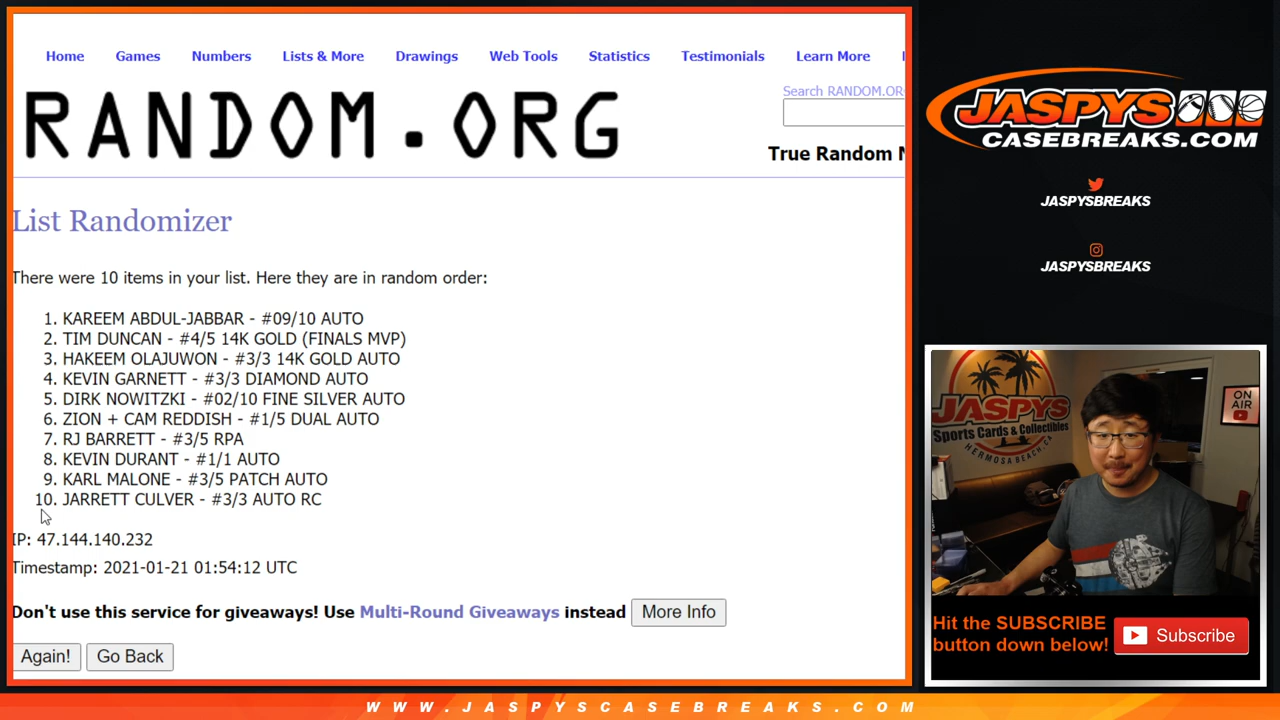 Home Games Numbers Lists & More Drawings Web Tools Statistics Testimonials Learn More
Search RANDOM.OR
RANDOM.ORG
True Random N
List Randomizer
There were 10 items in your list. Here they are in random order:
1. KAREEM ABDUL-JABBAR - #09/10 AUTO
2. TIM DUNCAN - #4/5 14K GOLD (FINALS MVP)
3. HAKEEM OLAJUWON - #3/3 14K GOLD AUTO
4. KEVIN GARNETT - #3/3 DIAMOND AUTO
5. DIRK NOWITZKI - #02/10 FINE SILVER AUTO
6. ZION + CAM REDDISH - #1/5 DUAL AUTO
7. RJ BARRETT - #3/5 RPA
8. KEVIN DURANT - #1/1 AUTO
9. KARL MALONE - #3/5 PATCH AUTO
10. JARRETT CULVER - #3/3 AUTO RC
IP: 47.144.140.232
Timestamp: 2021-01-21 01:54:12 UTC
Don't use this service for giveaways! Use Multi-Round Giveaways instead More Info
Again! Go Back
JASPYS
CASEBREAKS.COM
JASPYSBREAKS
JASPYSBREAKS
JASPYS
Sports Cards & Collectibles
HERMOSA BEACH, CA
ON
AIR
Hit the SUBSCRIBE
button down below!
Subscribe
WWW.JASPYSCASEBREAKS.COM